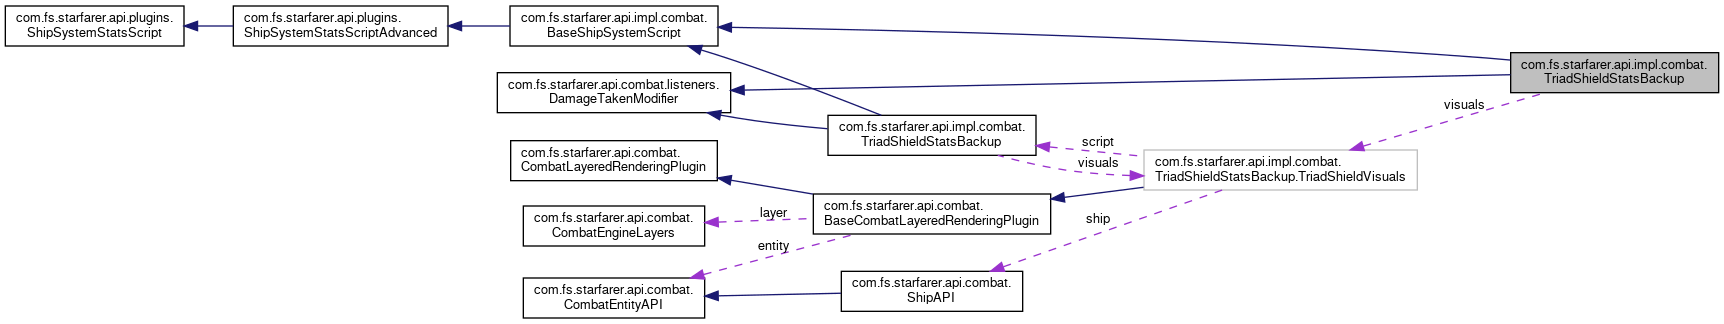 com.fs.starfarer.api.plugins.
ShipSystemStatsScript
com.fs.starfarer.api.plugins.
ShipSystemStatsScriptAdvanced
com.fs.starfarer.api.impl.combat.
BaseShipSystemScript
com.fs.starfarer.api.impl.combat.
TriadShieldStatsBackup
com.fs.starfarer.api.combat.listeners.
DamageTakenModifier
visuals
com.fs.starfarer.api.impl.combat.
TriadShieldStatsBackup
script
visuals
com.fs.starfarer.api.combat.
CombatLayeredRenderingPlugin
com.fs.starfarer.api.impl.combat.
TriadShieldStatsBackup.TriadShieldVisuals
com.fs.starfarer.api.combat.
BaseCombatLayeredRenderingPlugin
layer
ship
com.fs.starfarer.api.combat.
CombatEngineLayers
entity
com.fs.starfarer.api.combat.
CombatEntityAPI
com.fs.starfarer.api.combat.
ShipAPI